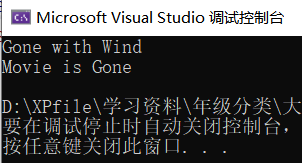 Microsoft Visual Studio 调试控制台
Gone with Wind
Movie is Gone
D:\XPfile\学习资料\年级分类\大
要在调试停止时自动关闭控制台,
按任意键关闭此窗口. . .